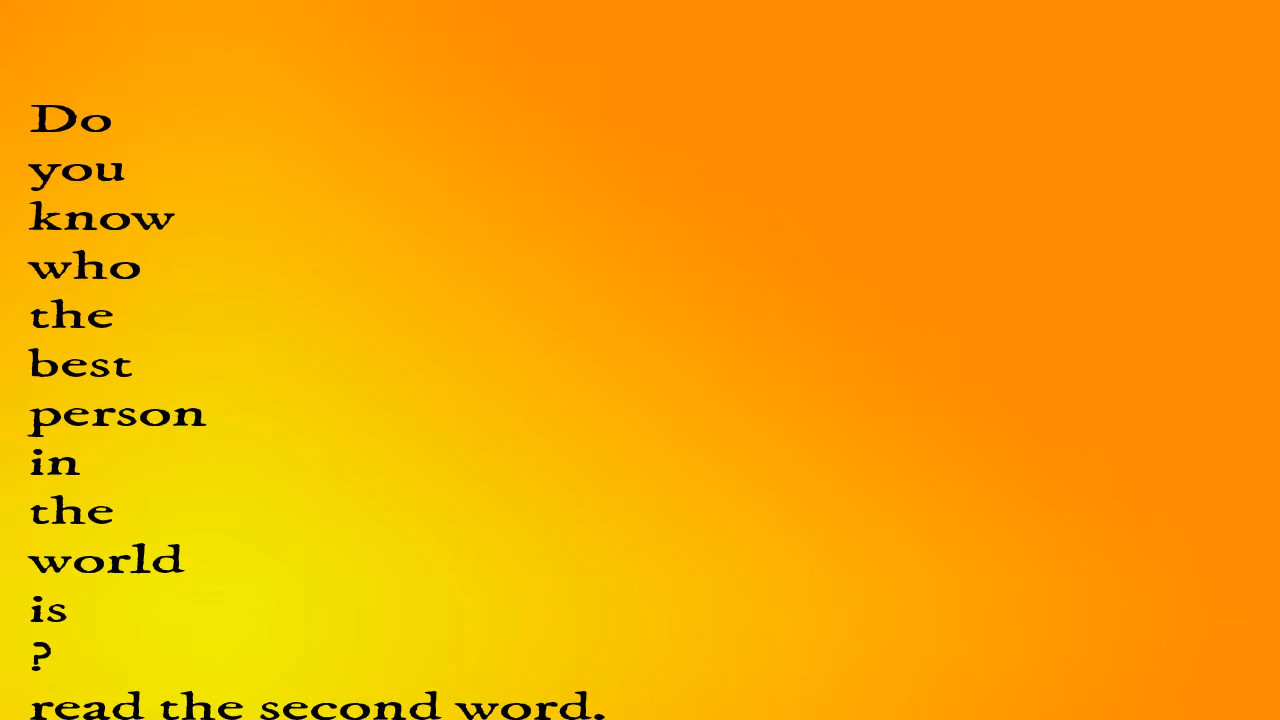 Do
you
know
who
the
best
person
in
the
world
is
?
read the second word.